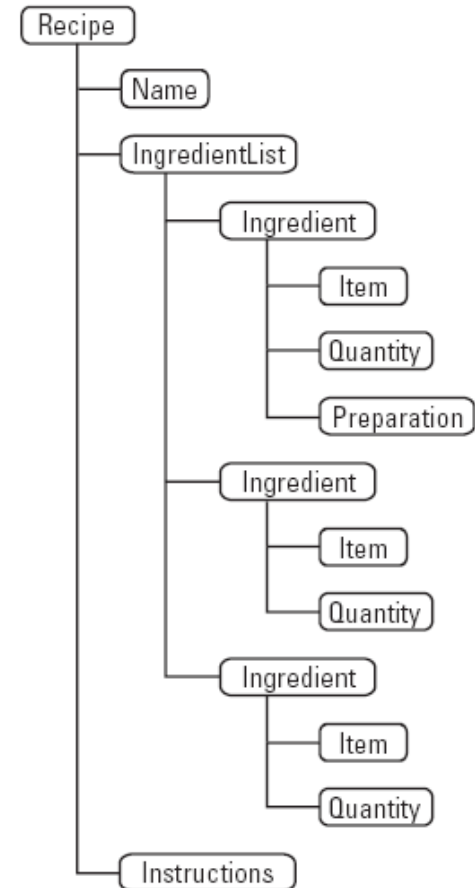 Recipe
Name
IngredientList
Ingredient
Item
Quantity
Preparation
Ingredient
Item
Quantity
Ingredient
Item
Quantity
Instructions